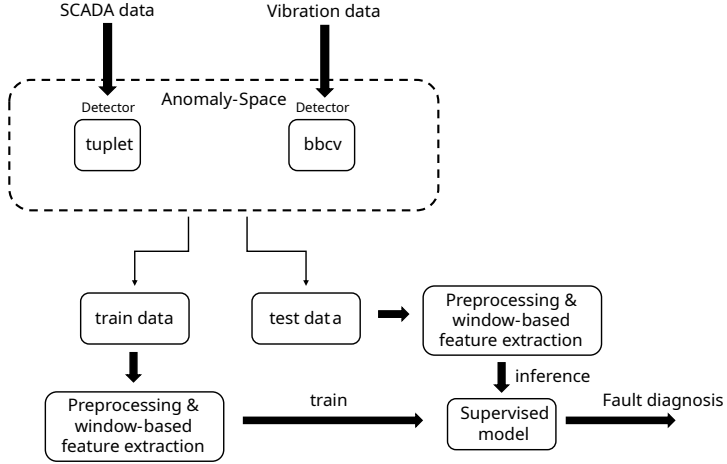 SCADA data
Vibration data
Anomaly-Space
Detector
Detector
tuplet
bbcv
train data
test data
Preprocessing &
window-based
feature extraction
inference
Preprocessing &
window-based
feature extraction
train
Supervised
model
Fault diagnosis